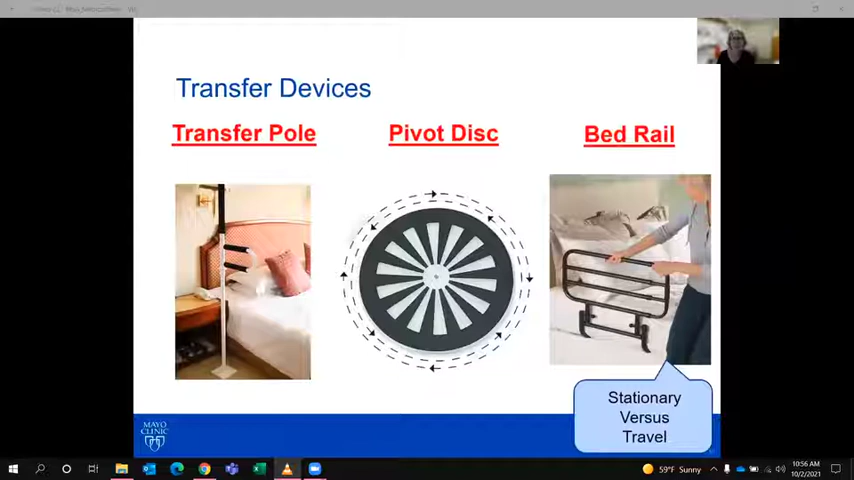 Transfer Devices
Transfer Pole
Pivot Disc
Bed Rail
Stationary
Versus
Travel
MAYO
CLINIC
59°F Sunny
10:56 AM
10/2/2021